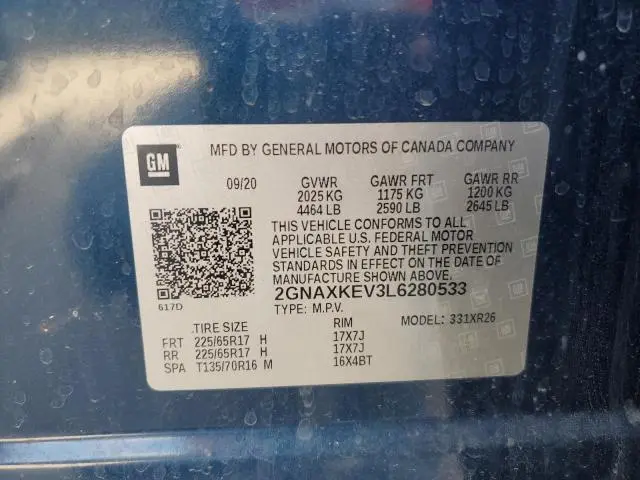 GM MFD BY GENERAL MOTORS OF CANADA COMPANY
09/20 GVWR GAWR FRT GAWR RR
2025 KG 1175 KG 1200 KG
4464 LB 2590 LB 2645 LB
THIS VEHICLE CONFORMS TO ALL
APPLICABLE U.S. FEDERAL MOTOR
VEHICLE SAFETY AND THEFT PREVENTION
STANDARDS IN EFFECT ON THE DATE OF
MANUFACTURE SHOWN ABOVE.
2GNAXKEV3L6280533
617D TYPE: M.P.V.
TIRE SIZE RIM MODEL: 331XR26
FRT 225/65R17 H 17X7J
RR 225/65R17 H 17X7J
SPA T135/70R16 M 16X4BT